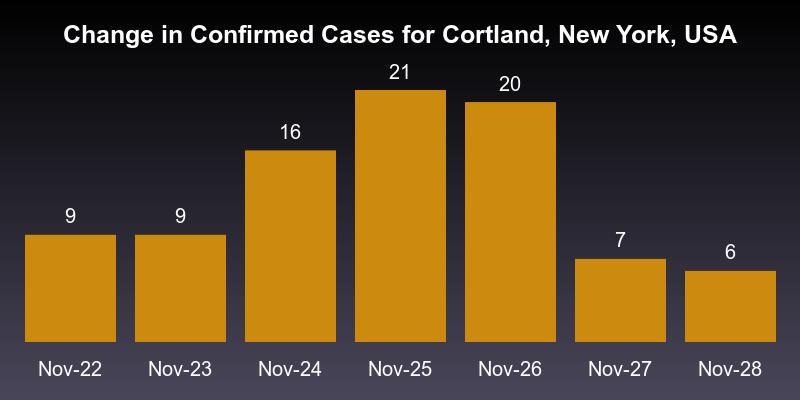 Change in Confirmed Cases for Cortland, New York, USA
21
20
16
9
9
7
6
Nov-22
Nov-23
Nov-24
Nov-25
Nov-26
Nov-27
Nov-28